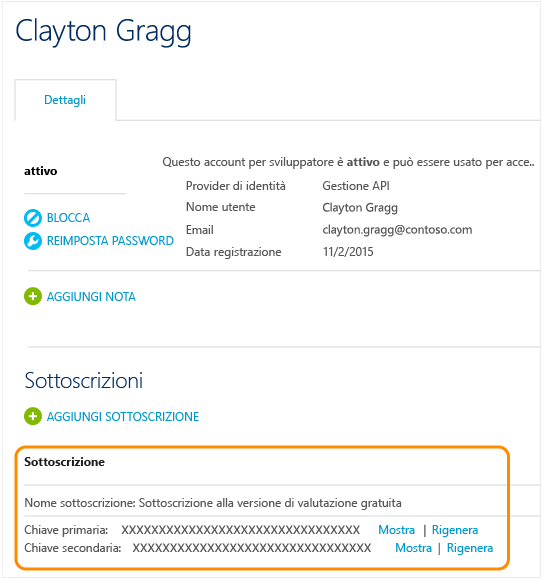 Clayton Gragg
Dettagli
attivo
Questo account per sviluppatore è attivo e può essere usato per acce..
Provider di identità Gestione API
Nome utente Clayton Gragg
Email clayton.gragg@contoso.com
Data registrazione 11/2/2015
BLOCCA
REIMPOSTA PASSWORD
AGGIUNGI NOTA
Sottoscrizioni
AGGIUNGI SOTTOSCRIZIONE
Sottoscrizione
Nome sottoscrizione: Sottoscrizione alla versione di valutazione gratuita
Chiave primaria: XXXXXXXXXXXXXXXXXXXXXXXXXXXXXXXX Mostra | Rigenera
Chiave secondaria: XXXXXXXXXXXXXXXXXXXXXXXXXXXXXXXX Mostra | Rigenera